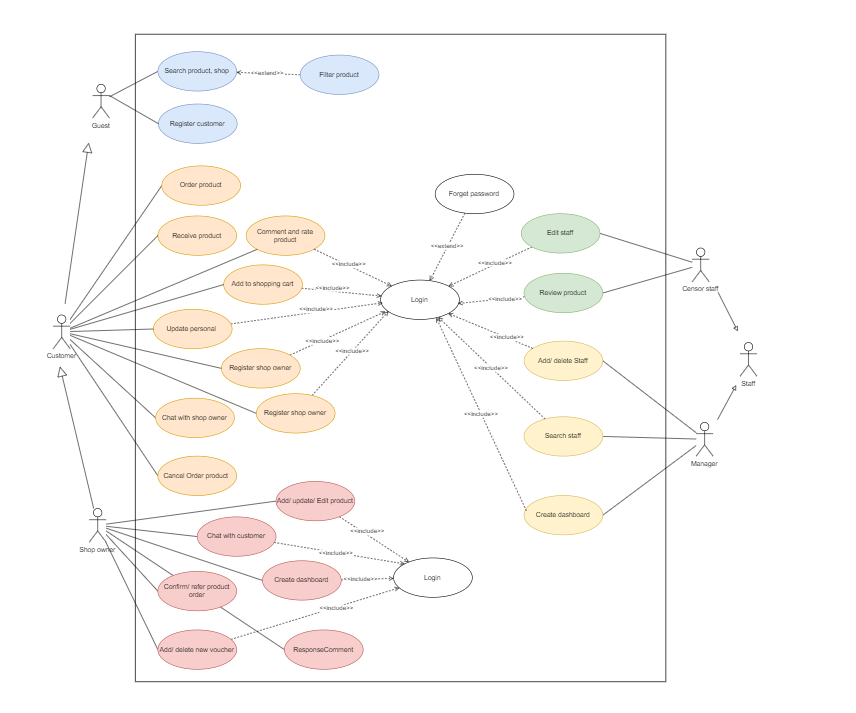 Search product, shop
<<extend>>
Filter product
Guest
Register customer
Order product
Forget password
Receive product
Comment and rate
product
Edit staff
<<extend>>
<<include>>
<<include>>
Censor staff
Add to shopping cart
<<include>>
Login
Review product
<<include>>
<<include>>
Update personal
Customer
<<include>>
<<include>>
<<include>>
Add/ delete Staff
Register shop owner
<<include>>
Staff
Chat with shop owner
Register shop owner
<<include>>
Search staff
Manager
Cancel Order product
Add/ update/ Edit product
Create dashboard
Shop owner
Chat with customer
<<include>>
<<include>>
Create dashboard
<<include>>
Login
Confirm/ refer product
order
<<include>>
Add/ delete new voucher
ResponseComment